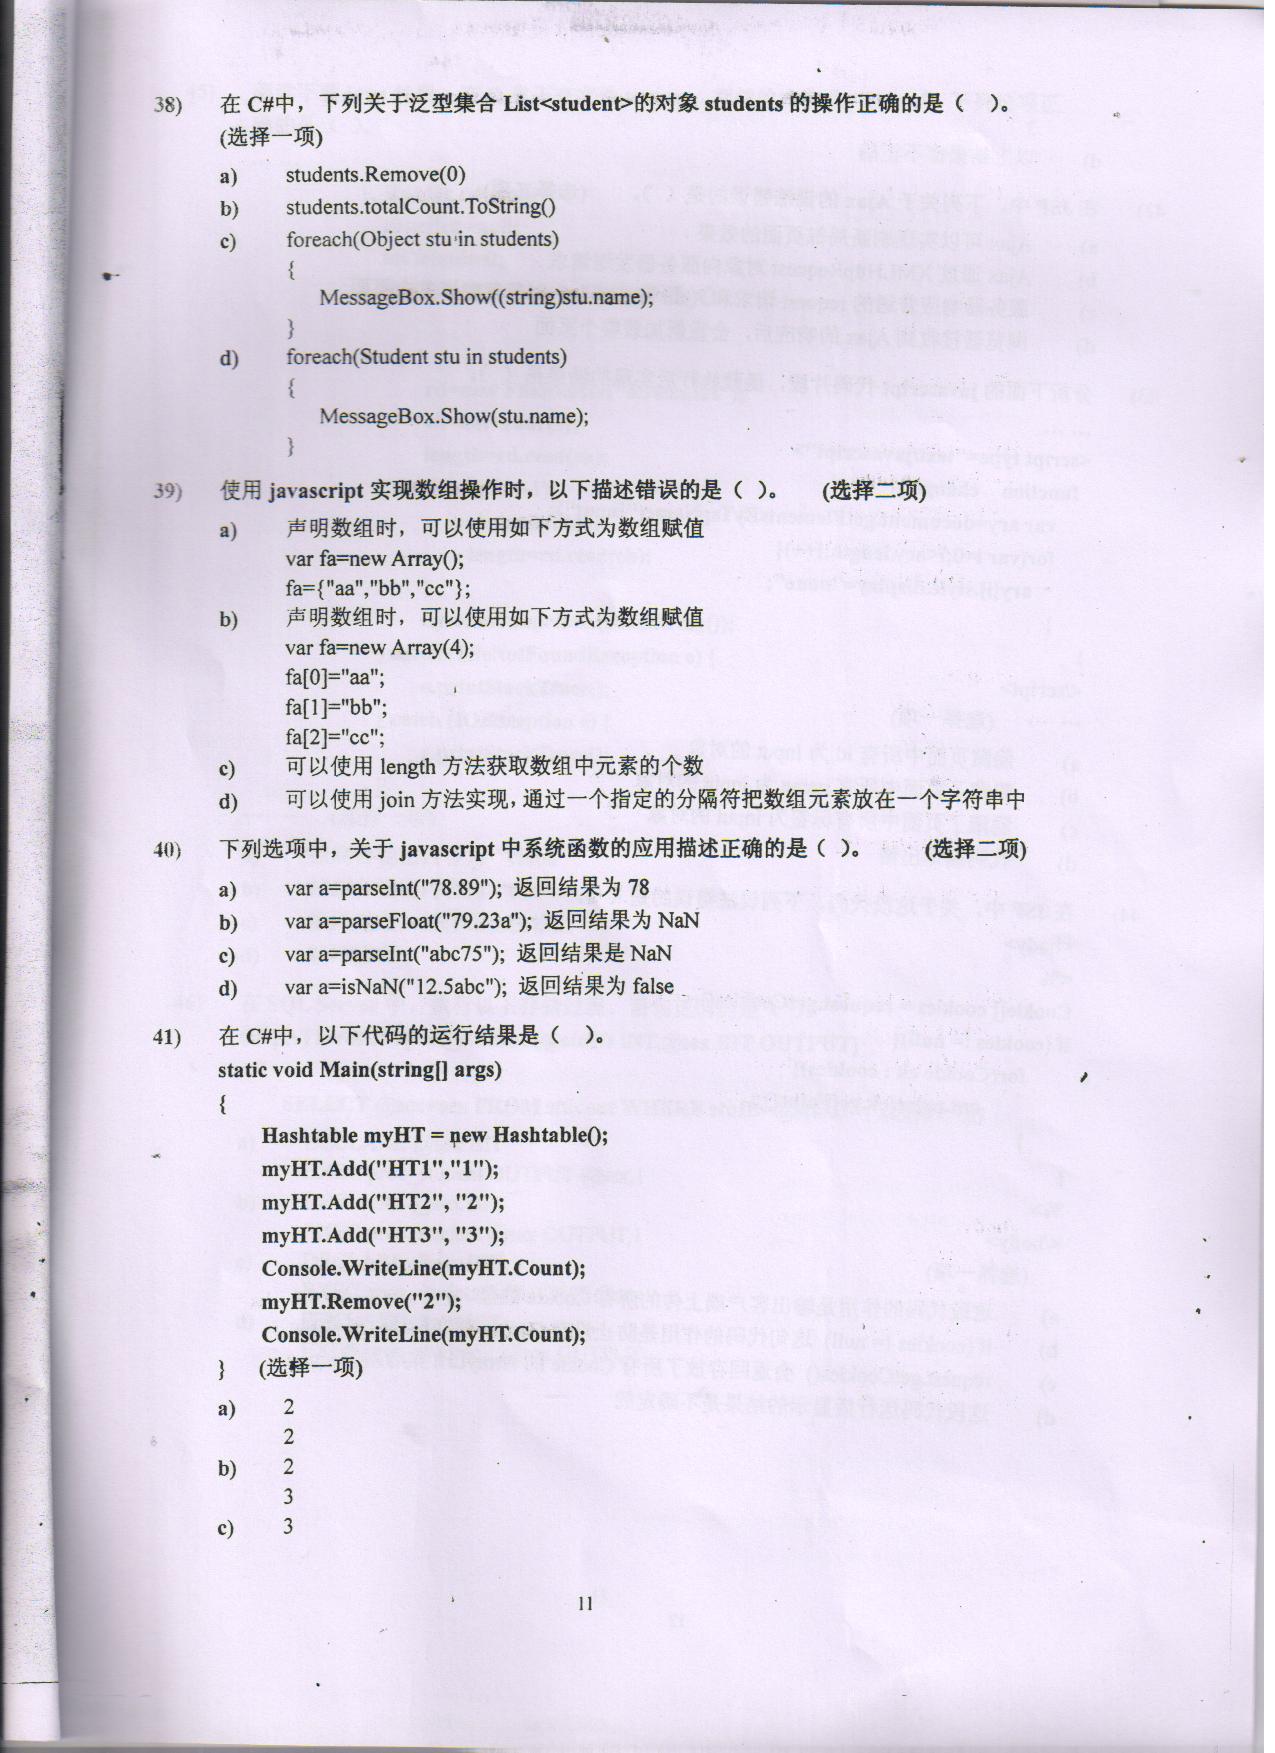 38) 在 C#中，下列关于泛型集合 List<student>的对象 students 的操作正确的是（ ）。
(选择一项)
a) students.Remove(0)
b) students.totalCount.ToString()
c) foreach(Object stu in students)
{
MessageBox.Show((string)stu.name);
}
d) foreach(Student stu in students)
{
MessageBox.Show(stu.name);
}
39) 使用 javascript 实现数组操作时，以下描述错误的是（ ）。 (选择二项)
a) 声明数组时，可以使用如下方式为数组赋值
var fa=new Array();
fa={"aa","bb","cc"};
b) 声明数组时，可以使用如下方式为数组赋值
var fa=new Array(4);
fa[0]="aa";
fa[1]="bb";
fa[2]="cc";
c) 可以使用 length 方法获取数组中元素的个数
d) 可以使用 join 方法实现，通过一个指定的分隔符把数组元素放在一个字符串中
40) 下列选项中，关于 javascript 中系统函数的应用描述正确的是（ ）。 (选择二项)
a) var a=parseInt("78.89"); 返回结果为 78
b) var a=parseFloat("79.23a"); 返回结果为 NaN
c) var a=parseInt("abc75"); 返回结果是 NaN
d) var a=isNaN("12.5abc"); 返回结果为 false
41) 在 C#中，以下代码的运行结果是（ ）。
static void Main(string[] args)
{
Hashtable myHT = new Hashtable();
myHT.Add("HT1","1");
myHT.Add("HT2", "2");
myHT.Add("HT3", "3");
Console.WriteLine(myHT.Count);
myHT.Remove("2");
Console.WriteLine(myHT.Count);
} (选择一项)
a) 2
2
b) 2
3
c) 3
11